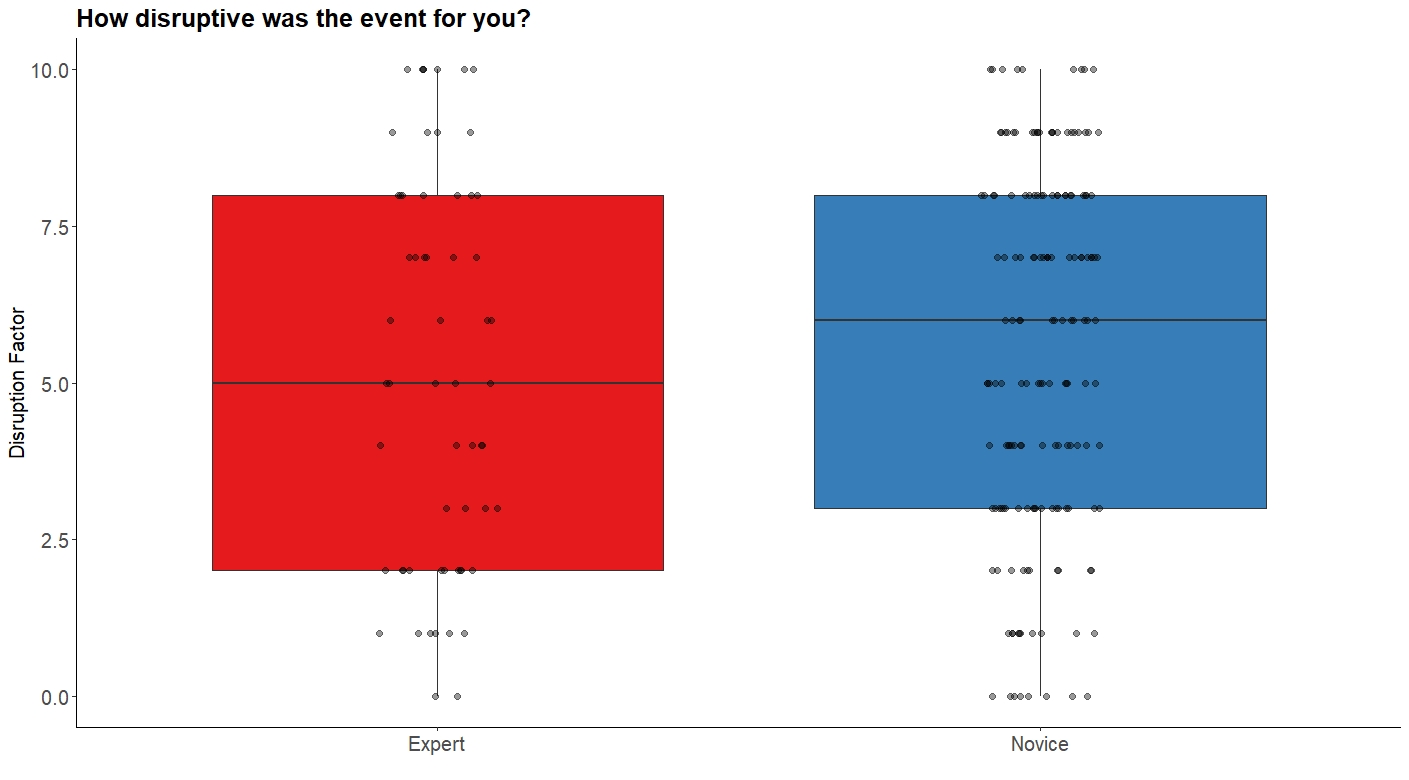 How disruptive was the event for you?
Disruption Factor
10.0
7.5
5.0
2.5
0.0
Expert Novice